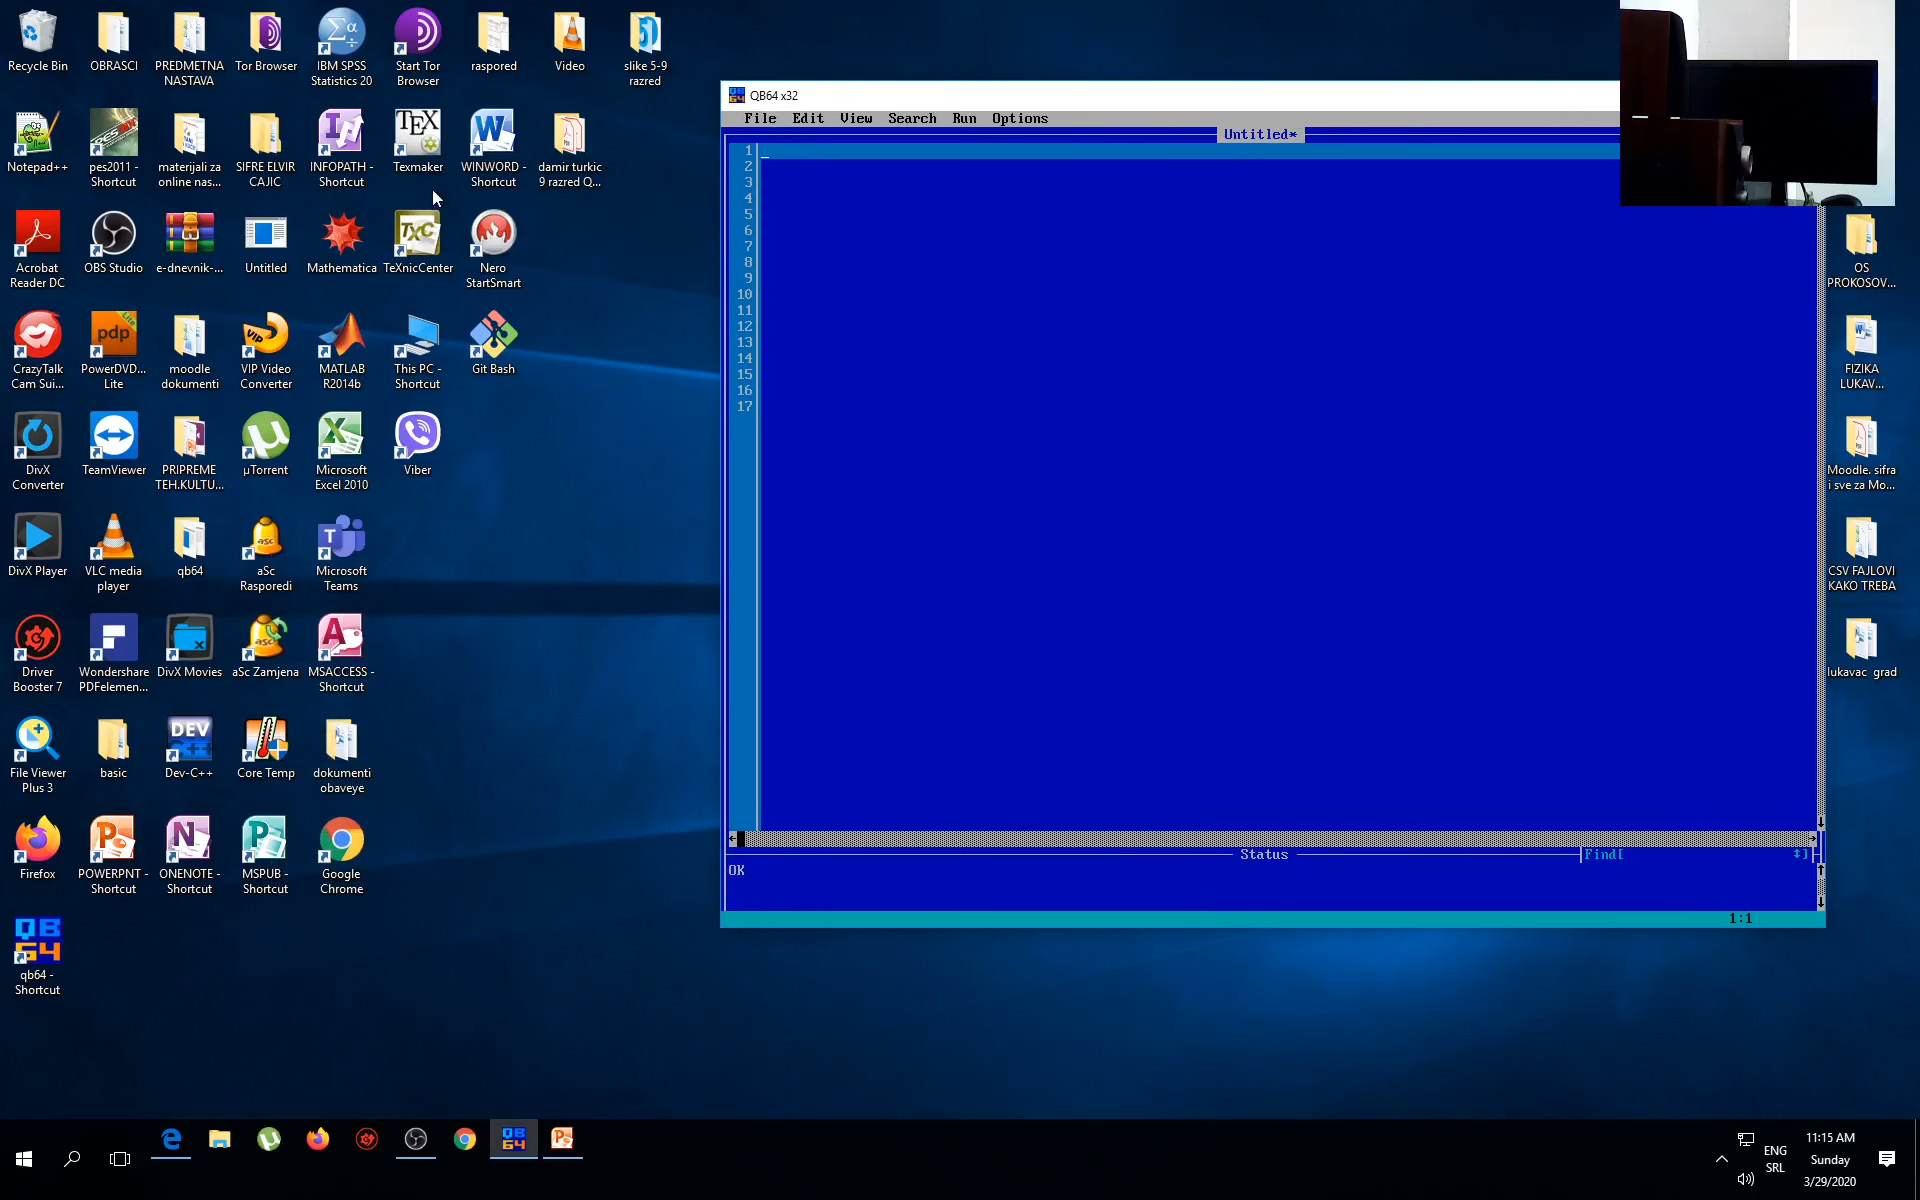 Recycle Bin
OBRASCI
PREDMETNA
NASTAVA
Tor Browser
IBM SPSS
Statistics 20
Start Tor
Browser
raspored
Video
slike 5-9
razred
Notepad++
pes2011 -
Shortcut
materijali za
online nas...
SIFRE ELVIR
CAJIC
INFOPATH -
Shortcut
Texmaker
WINWORD -
Shortcut
damir turkic
9 razred Q...
Acrobat
Reader DC
OBS Studio
e-dnevnik-...
Untitled
Mathematica
TeXnicCenter
Nero
StartSmart
CrazyTalk
Cam Sui...
PowerDVD...
Lite
moodle
dokumenti
VIP Video
Converter
MATLAB
R2014b
This PC -
Shortcut
Git Bash
DivX
Converter
TeamViewer
PRIPREME
TEH.KULTU...
µTorrent
Microsoft
Excel 2010
Viber
DivX Player
VLC media
player
qb64
aSc
Rasporedi
Microsoft
Teams
Driver
Booster 7
Wondershare
PDFelemen...
DivX Movies
aSc Zamjena
MSACCESS -
Shortcut
File Viewer
Plus 3
basic
Dev-C++
Core Temp
dokumenti
obaveye
Firefox
POWERPNT -
Shortcut
ONENOTE -
Shortcut
MSPUB -
Shortcut
Google
Chrome
qb64 -
Shortcut
QB64 x32
File Edit View Search Run Options
Untitled*
1
2
3
4
5
6
7
8
9
10
11
12
13
14
15
16
17
Status
Find[
OK
1:1
OS
PROKOSOV...
FIZIKA
LUKAV...
Moodle. sifra
i sve za Mo...
CSV FAJLOVI
KAKO TREBA
lukavac grad
ENG
SRL
11:15 AM
Sunday
3/29/2020